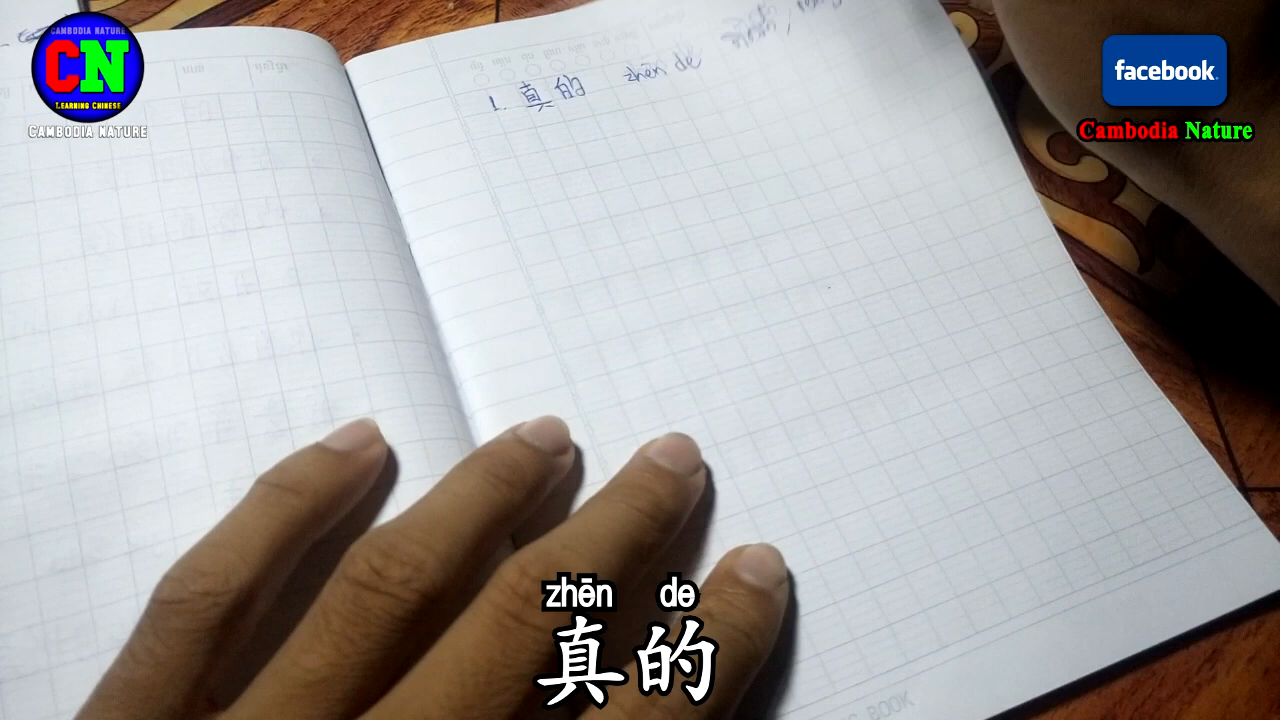 CAMBODIA NATURE
CN
Learning Chinese
CAMBODIA NATURE
facebook
Cambodia Nature
1. 真的 zhēn de
zhēn de
真的
BOOK